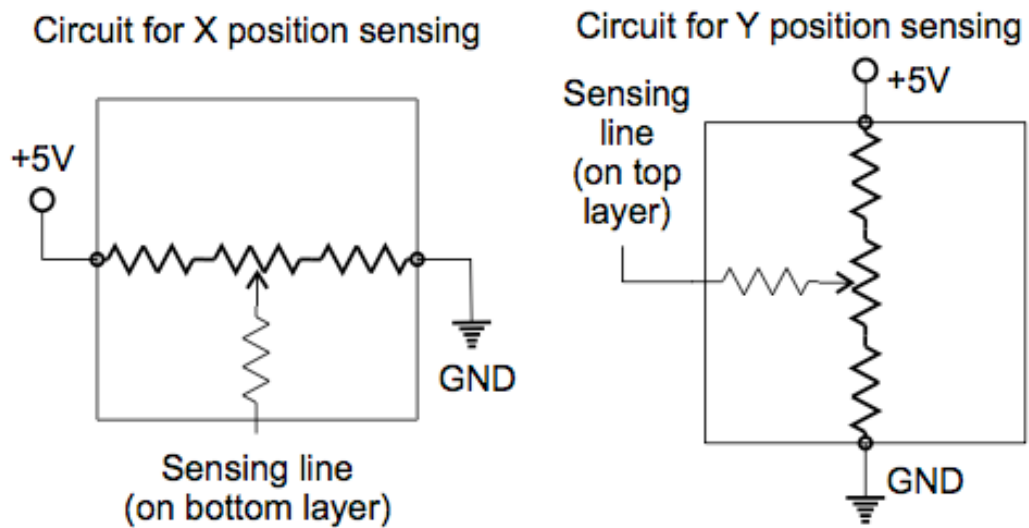 Circuit for X position sensing
+5V
GND
Sensing line
(on bottom layer)
Circuit for Y position sensing
+5V
Sensing
line
(on top
layer)
GND